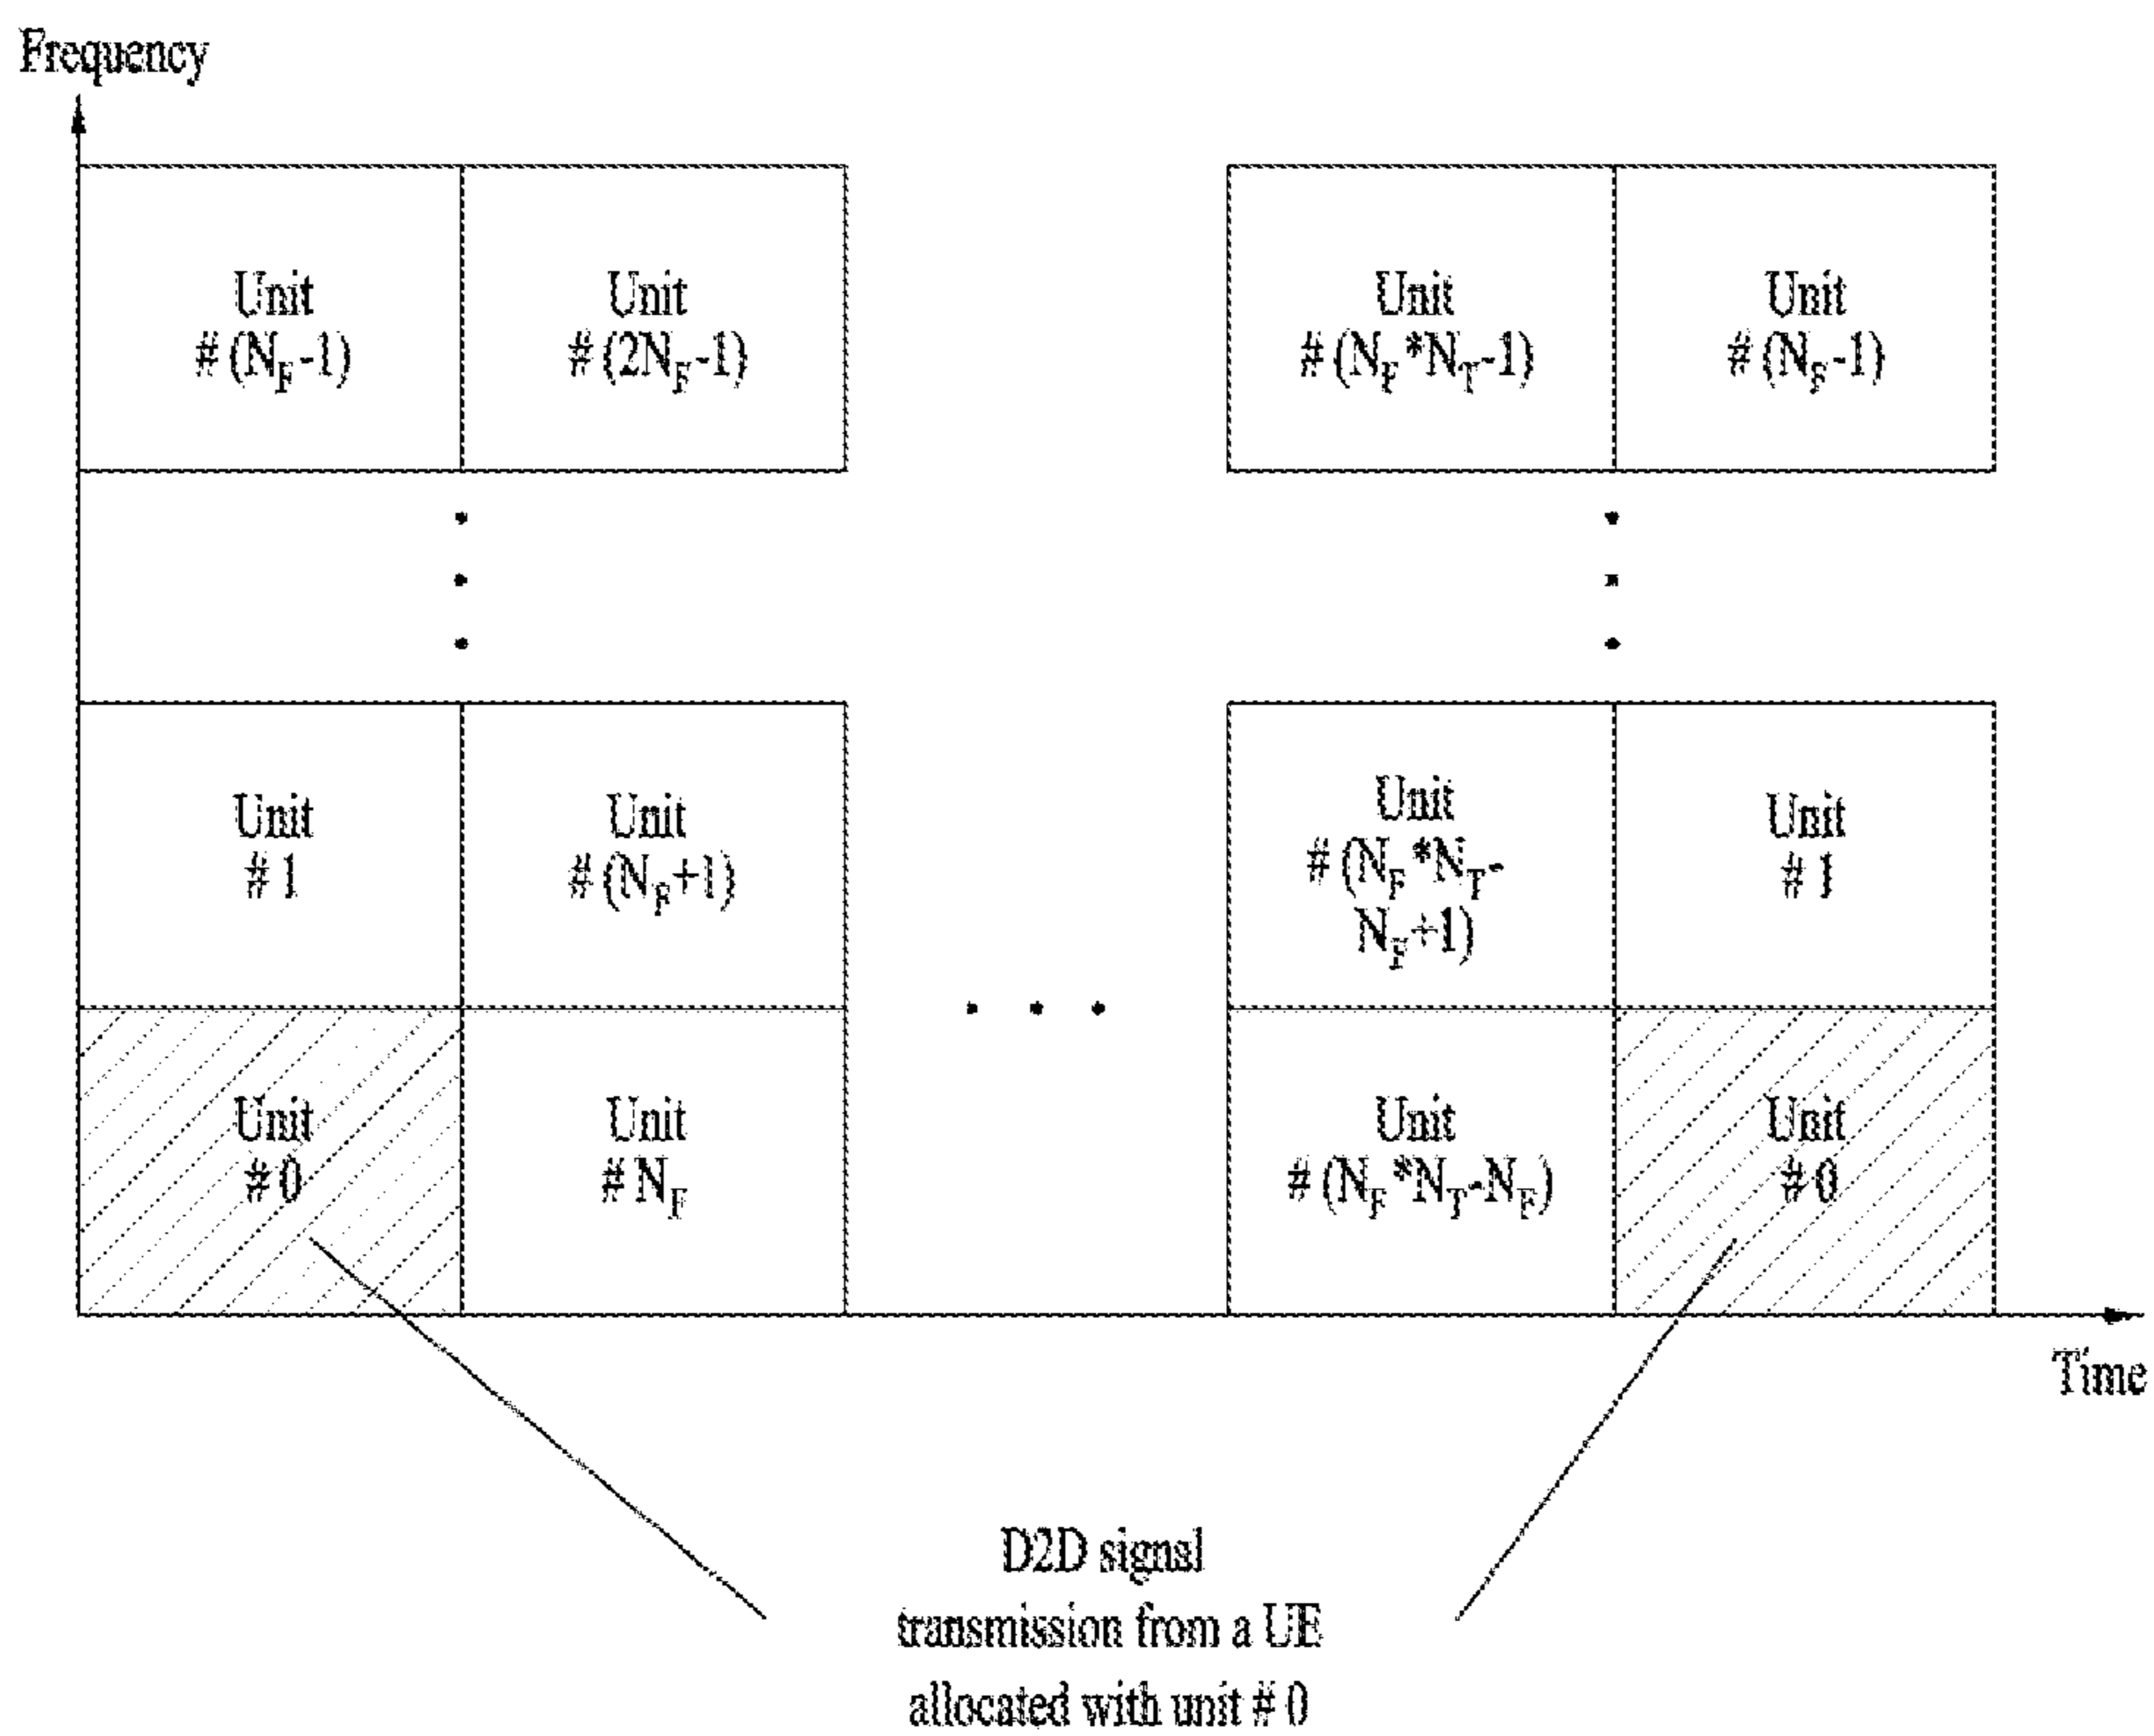 Frequency
Unit
# (N_F-1)
Unit
# (2N_F-1)
Unit
# (N_F*N_T-1)
Unit
# (N_F-1)
Unit
# 1
Unit
# (N_F+1)
Unit
# (N_F*N_T-
N_F+1)
Unit
# 1
Unit
# 0
Unit
# N_F
Unit
# (N_F*N_T-N_F)
Unit
# 0
Time
D2D signal
transmission from a UE
allocated with unit # 0